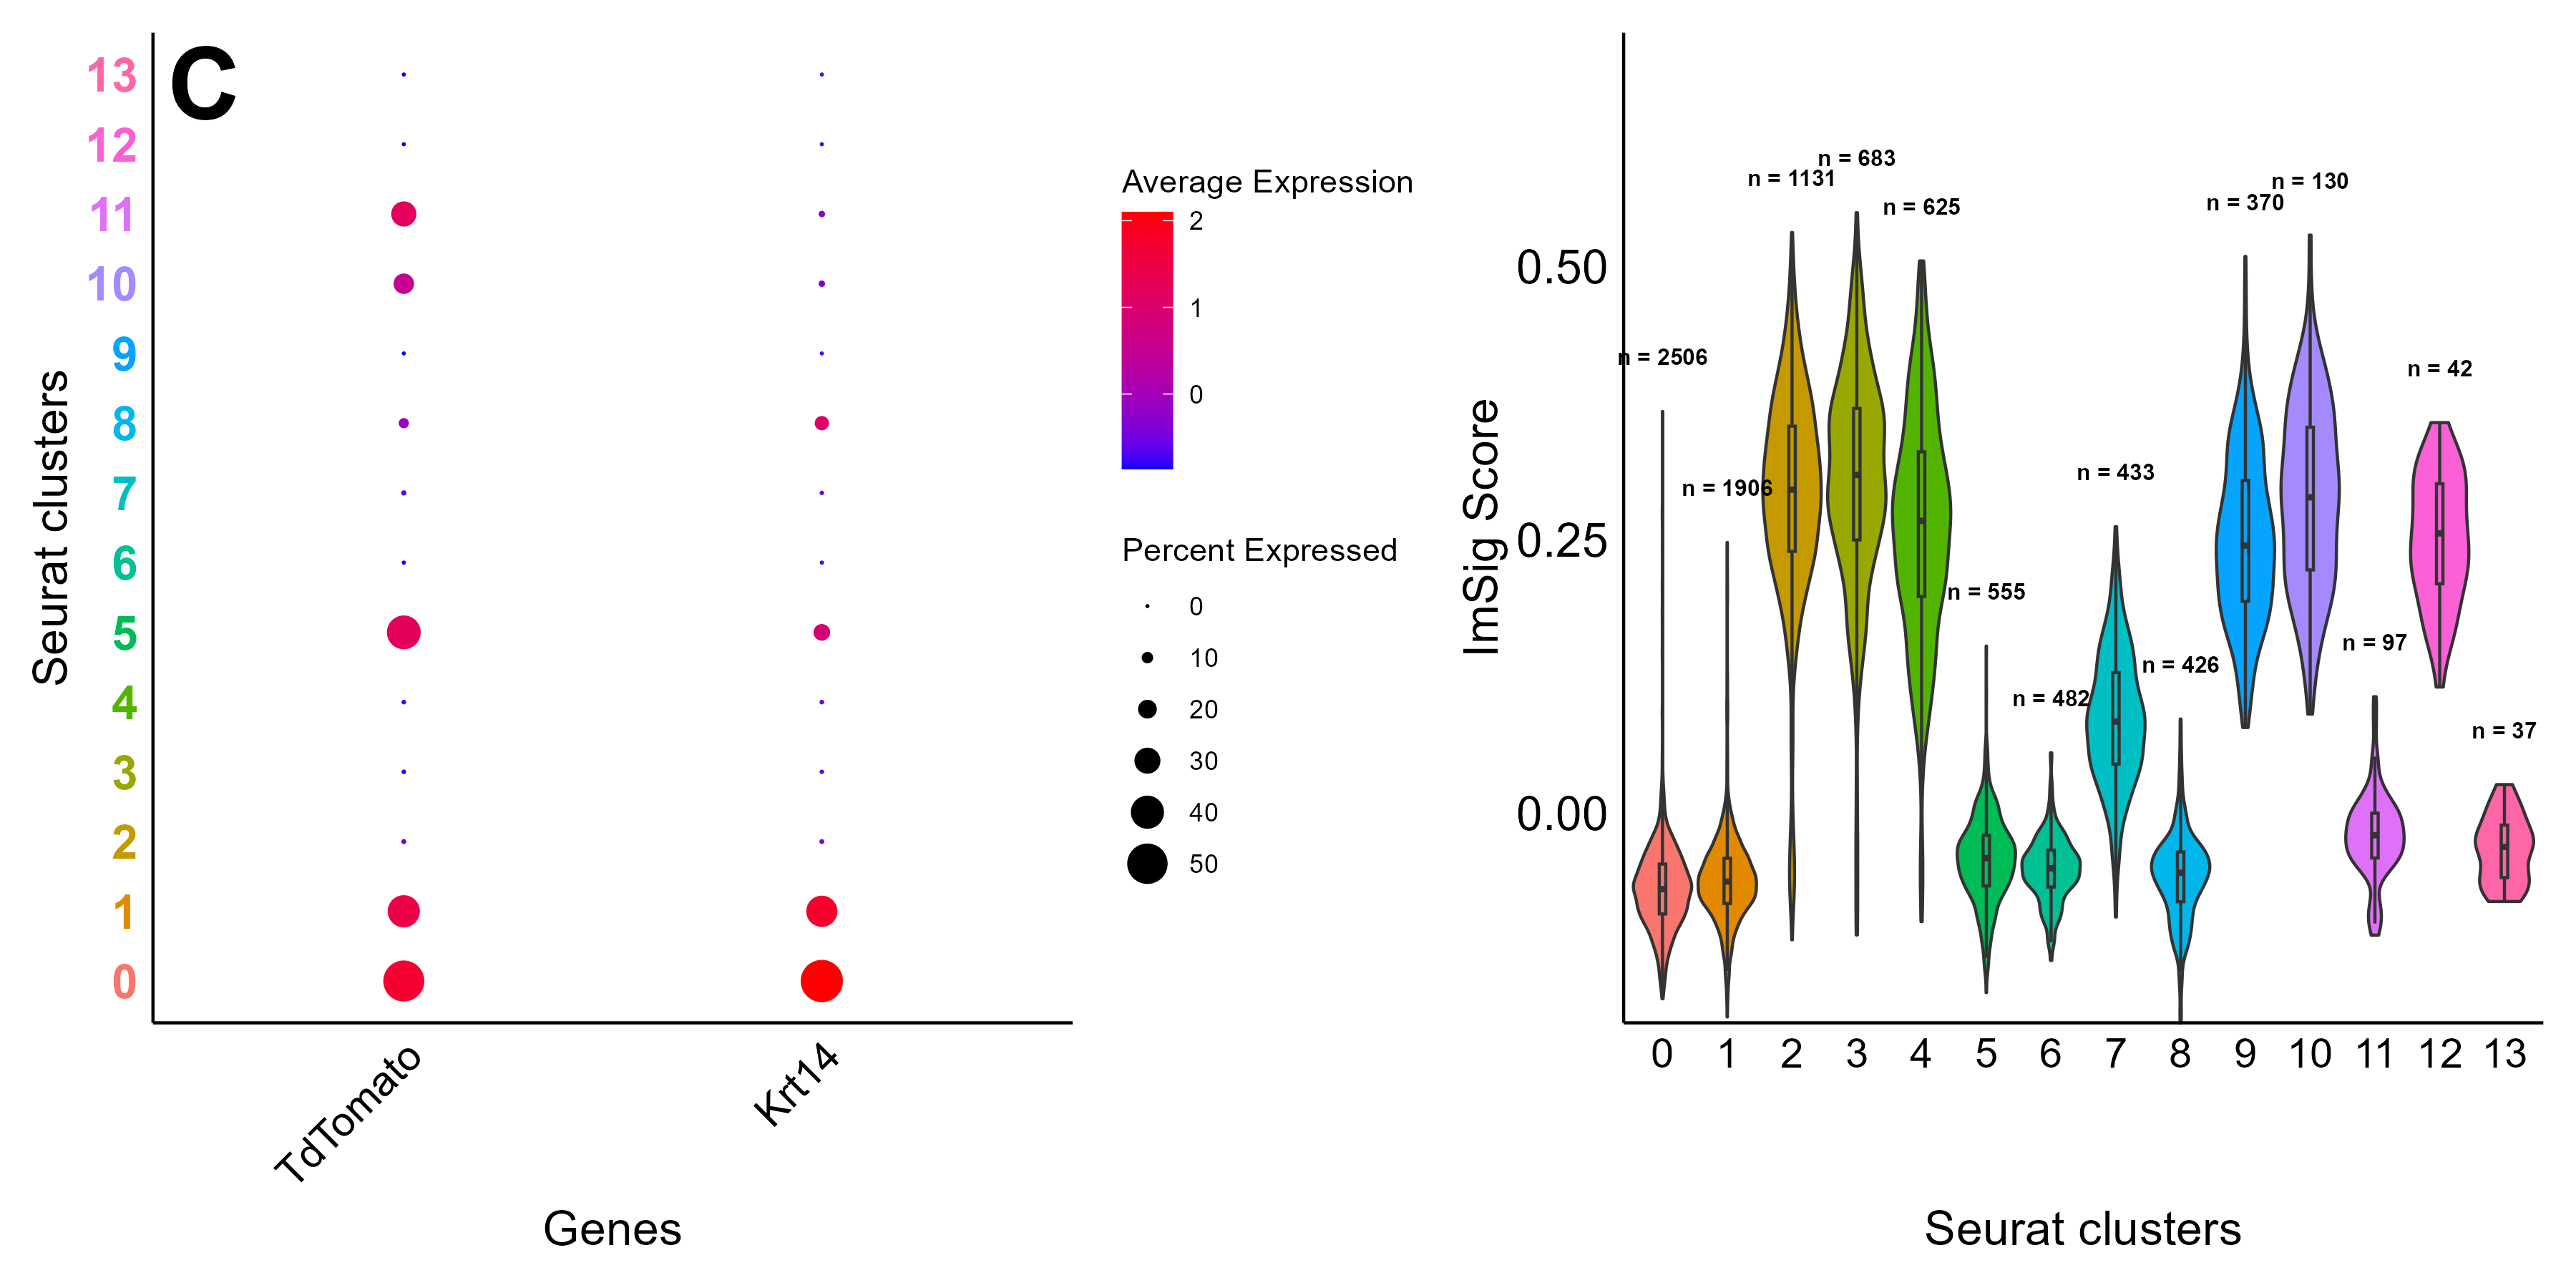 C
13
12
11
10
9
8
7
6
5
4
3
2
1
0
Seurat clusters
TdTomato
Krt14
Genes
Average Expression
2
1
0
Percent Expressed
0
10
20
30
40
50
ImSig Score
0.50
0.25
0.00
n = 2506
n = 1906
n = 1131
n = 683
n = 625
n = 555
n = 482
n = 433
n = 426
n = 370
n = 130
n = 97
n = 42
n = 37
0 1 2 3 4 5 6 7 8 9 10 11 12 13
Seurat clusters